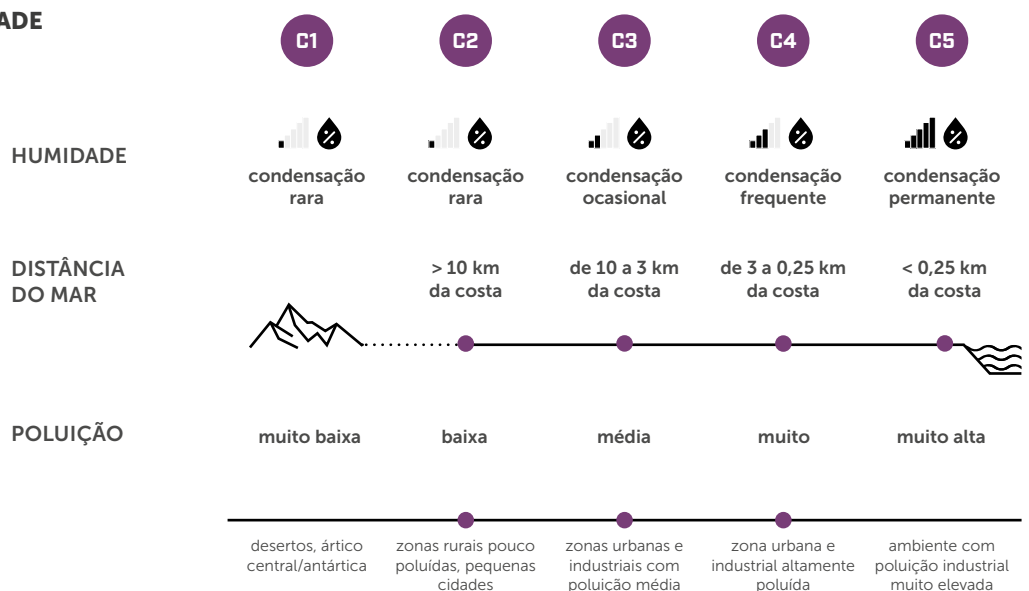 ADE
C1
C2
C3
C4
C5
HUMIDADE
condensação
rara
condensação
rara
condensação
ocasional
condensação
frequente
condensação
permanente
DISTÂNCIA
DO MAR
> 10 km
da costa
de 10 a 3 km
da costa
de 3 a 0,25 km
da costa
< 0,25 km
da costa
POLUIÇÃO
muito baixa
baixa
média
muito
muito alta
desertos, ártico
central/antártica
zonas rurais pouco
poluídas, pequenas
cidades
zonas urbanas e
industriais com
poluição média
zona urbana e
industrial altamente
poluída
ambiente com
poluição industrial
muito elevada